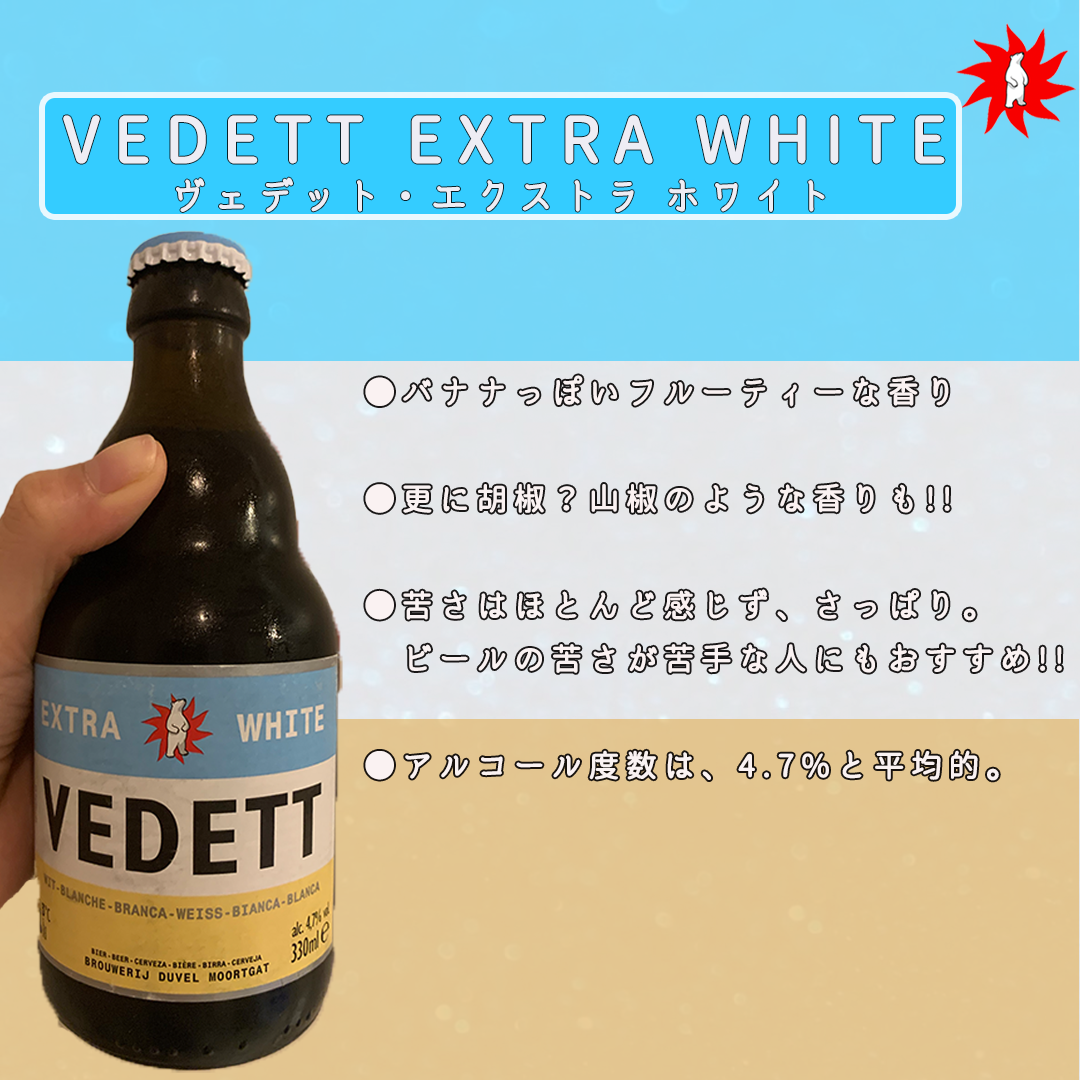 VEDETT EXTRA WHITE
ヴェデット・エクストラ ホワイト
●バナナっぽいフルーティーな香り
●更に胡椒？山椒のような香りも!!
●苦さはほとんど感じず、さっぱり。
ビールの苦さが苦手な人にもおすすめ!!
●アルコール度数は、4.7%と平均的。
EXTRA WHITE
VEDETT
WIT-BLANCHE-BRANCA-WEISS-BIANCA-BLANCA
alc. 4,7% vol.
330ml e
BIER-BEER-CERVEZA-BIÈRE-BIRRA-CERVEJA
BROUWERIJ DUVEL MOORTGAT